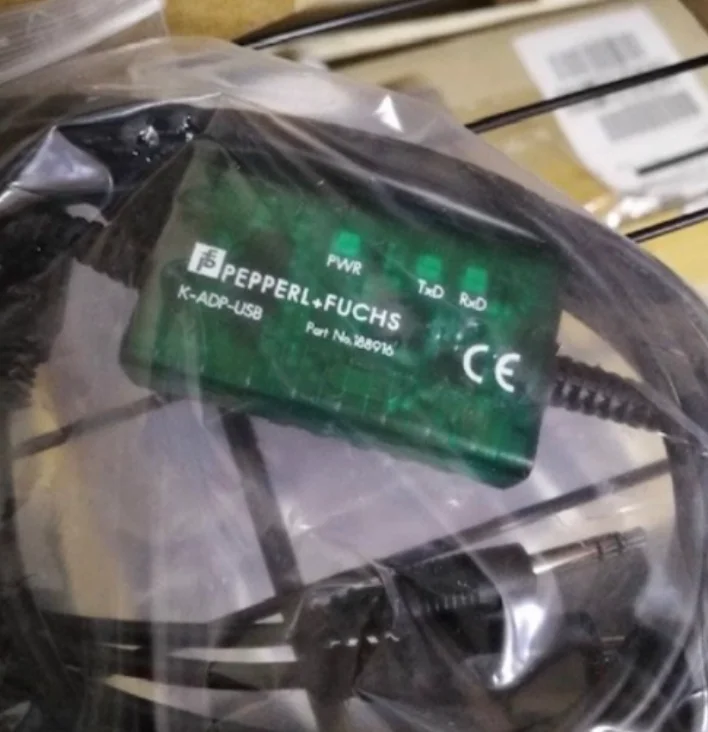 PWR
TxD RxD
PEPPERL+FUCHS
K-ADP-USB
Part No.188916
CE